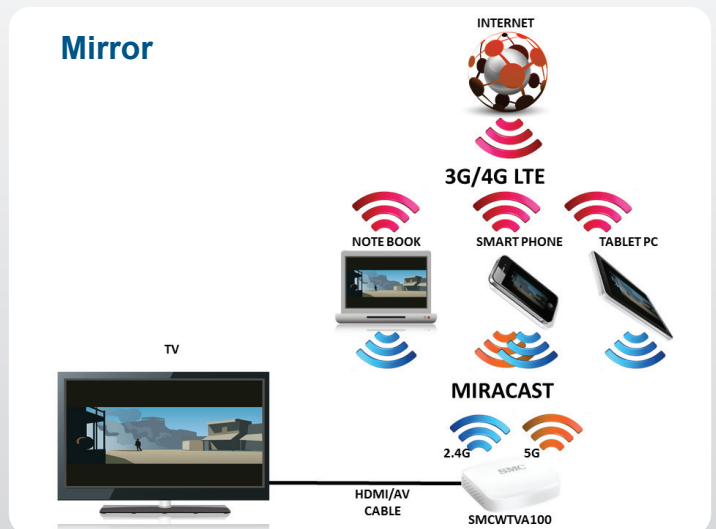 Mirror
INTERNET
3G/4G LTE
NOTE BOOK
SMART PHONE
TABLET PC
TV
MIRACAST
2.4G
5G
SMC
HDMI/AV
CABLE
SMCWTVA100